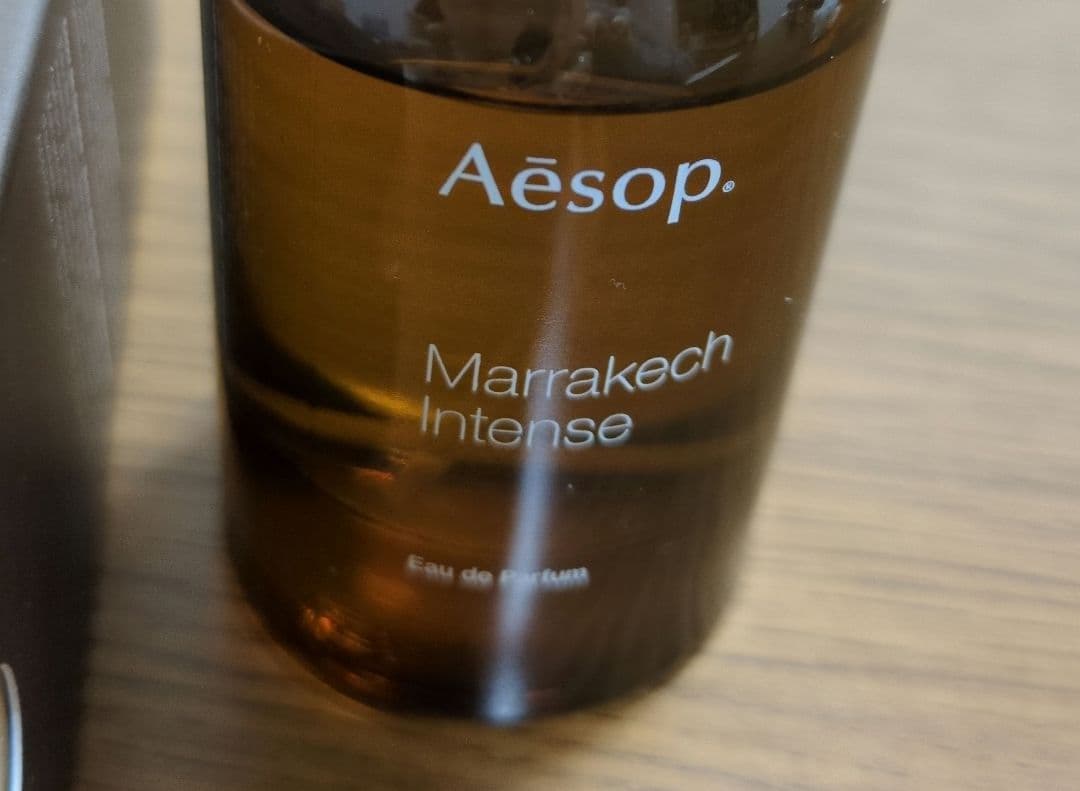 Aēsop®
Marrakech
Intense
Eau de Parfum